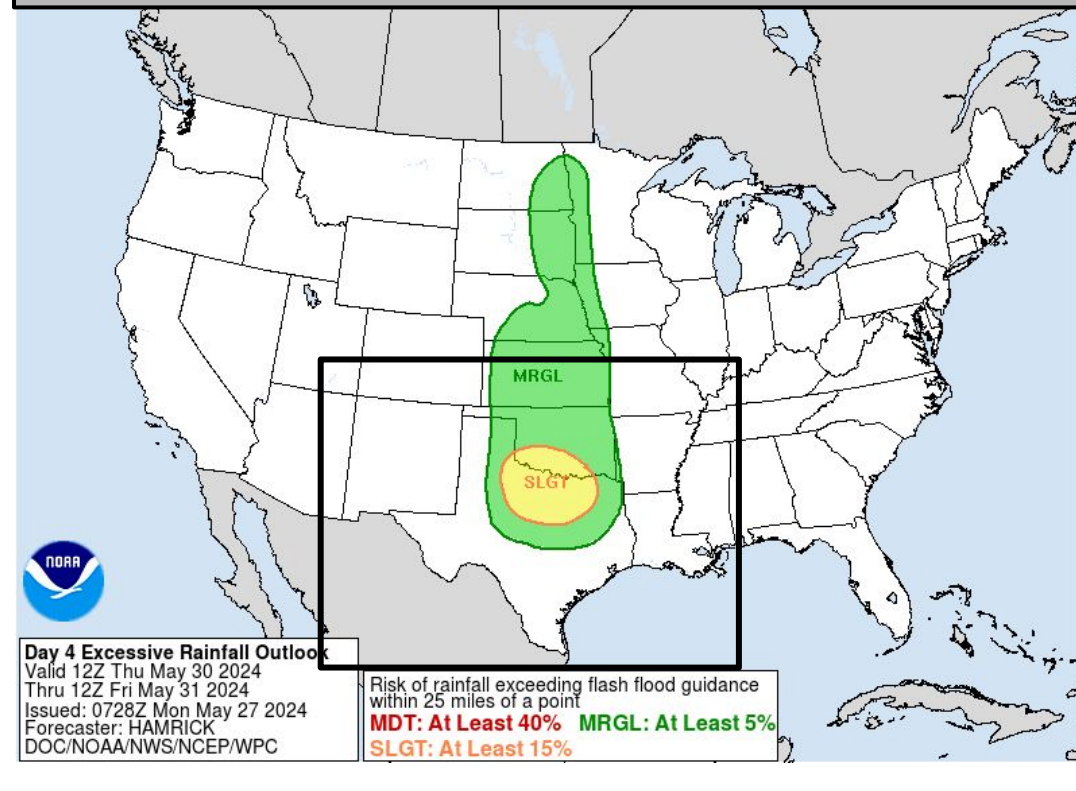 MRGL
SLGT
NOAA
Day 4 Excessive Rainfall Outlook
Valid 12Z Thu May 30 2024
Thru 12Z Fri May 31 2024
Issued: 0728Z Mon May 27 2024
Forecaster: HAMRICK
DOC/NOAA/NWS/NCEP/WPC
Risk of rainfall exceeding flash flood guidance
within 25 miles of a point
MDT: At Least 40% MRGL: At Least 5%
SLGT: At Least 15%